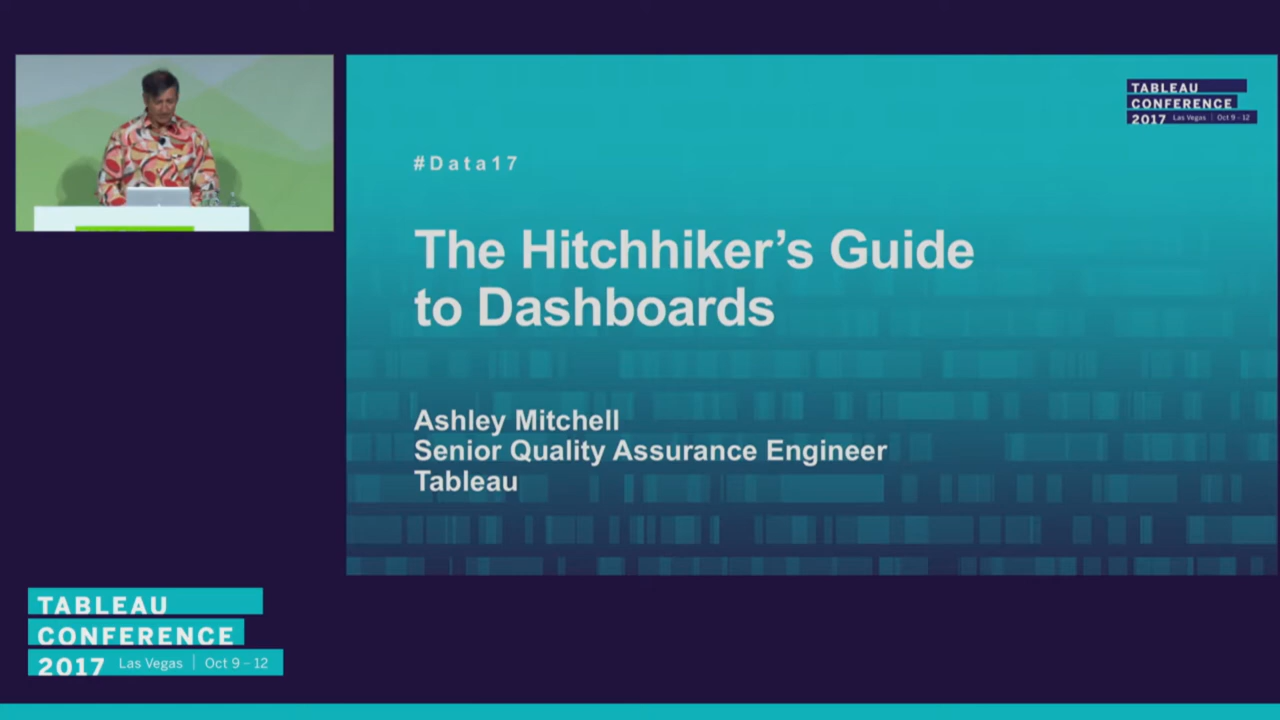 TABLEAU
CONFERENCE
2017 Las Vegas | Oct 9 – 12
#Data17
The Hitchhiker’s Guide
to Dashboards
Ashley Mitchell
Senior Quality Assurance Engineer
Tableau
TABLEAU
CONFERENCE
2017 Las Vegas | Oct 9 – 12